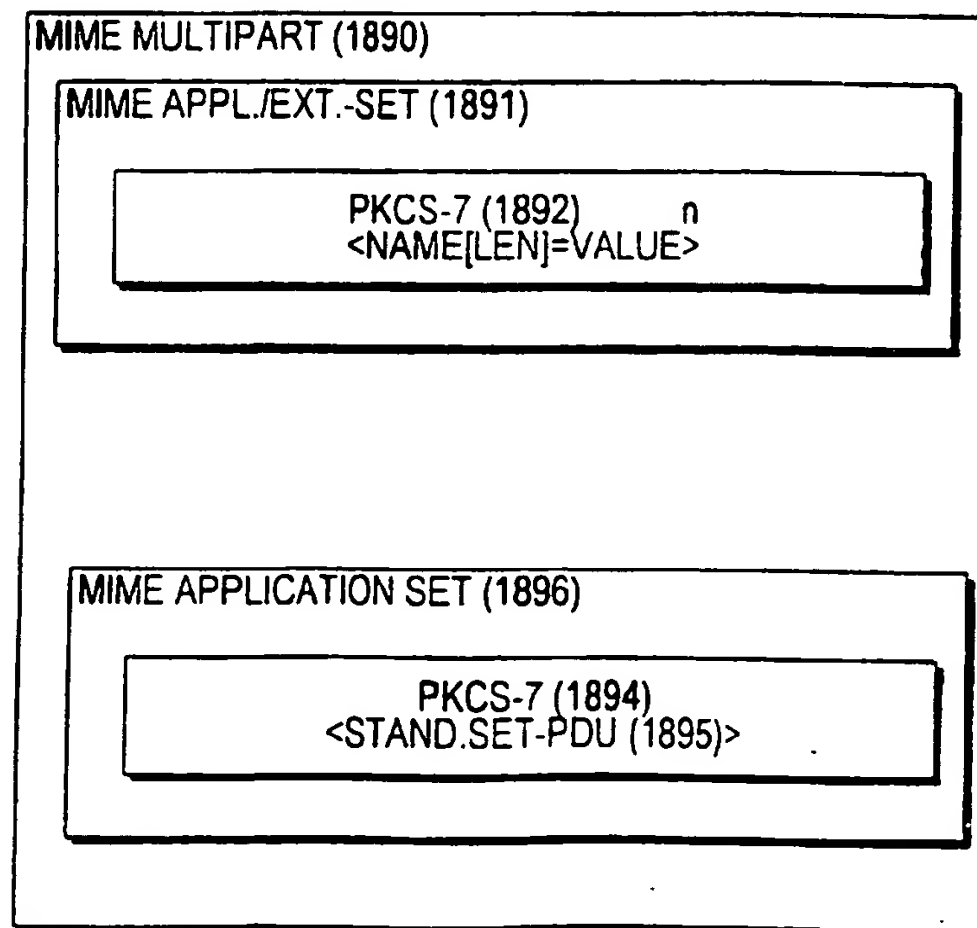 MIME MULTIPART (1890)
MIME APPL./EXT.-SET (1891)
PKCS-7 (1892) n
<NAME[LEN]=VALUE>
MIME APPLICATION SET (1896)
PKCS-7 (1894)
<STAND.SET-PDU (1895)>